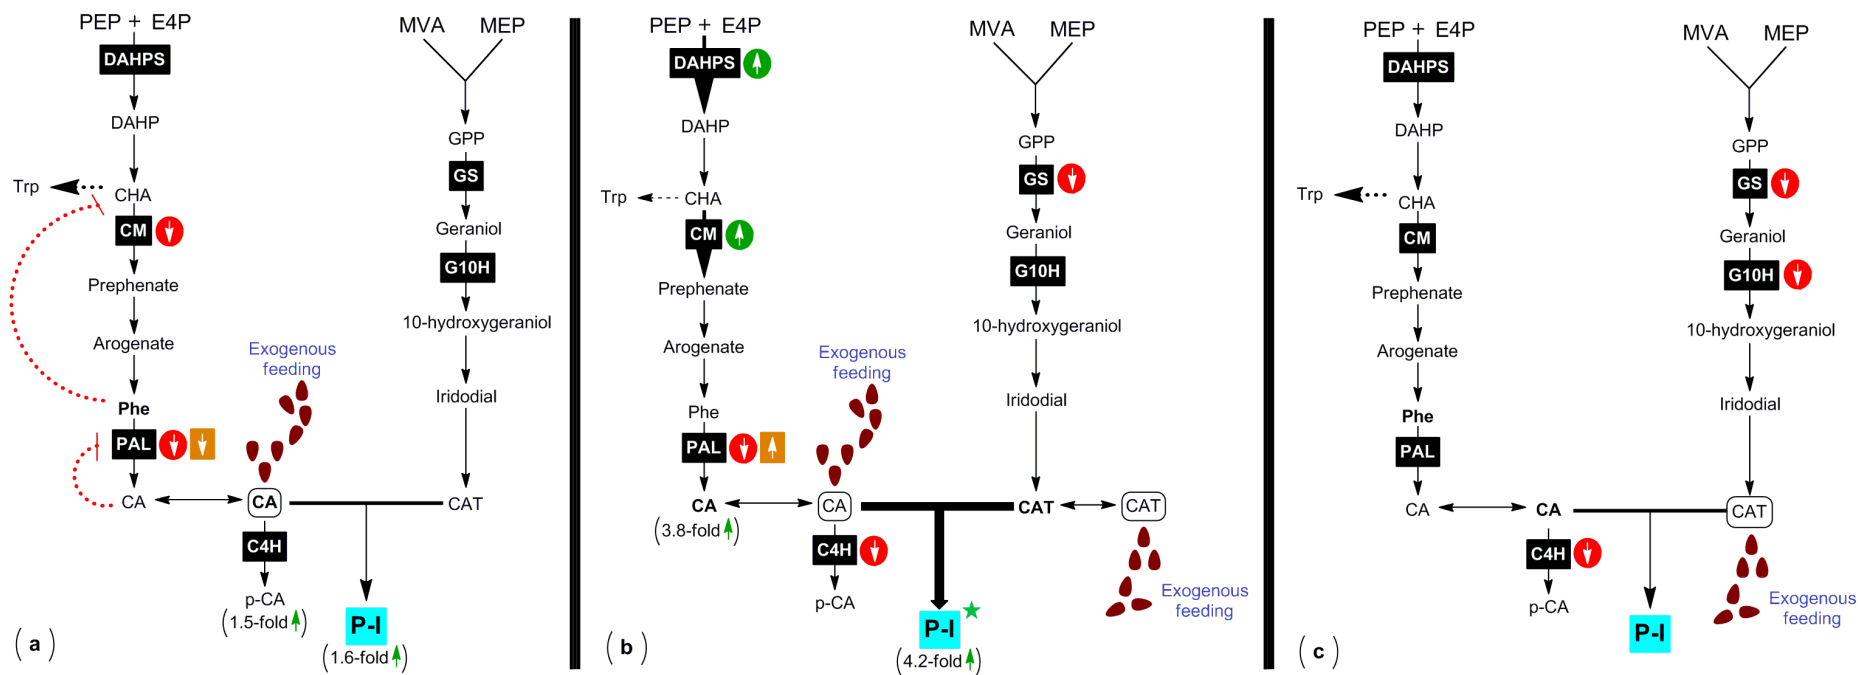 PEP + E4P
DAHPS
DAHP
Trp
CHA
CM
Prephenate
Arogenate
Phe
PAL
CA
MVA MEP
GPP
GS
Geraniol
G10H
10-hydroxygeraniol
Iridodial
CAT
Exogenous
feeding
CA
C4H
p-CA
(1.5-fold)
P-I
(1.6-fold)
(a)
PEP + E4P
DAHPS
DAHP
Trp
CHA
CM
Prephenate
Arogenate
Phe
PAL
CA
(3.8-fold)
MVA MEP
GPP
GS
Geraniol
G10H
10-hydroxygeraniol
Iridodial
CAT
CAT
Exogenous
feeding
Exogenous
feeding
CA
C4H
p-CA
P-I
(4.2-fold)
(b)
PEP + E4P
DAHPS
DAHP
Trp
CHA
CM
Prephenate
Arogenate
Phe
PAL
CA
MVA MEP
GPP
GS
Geraniol
G10H
10-hydroxygeraniol
Iridodial
CAT
CA
C4H
p-CA
P-I
Exogenous
feeding
(c)